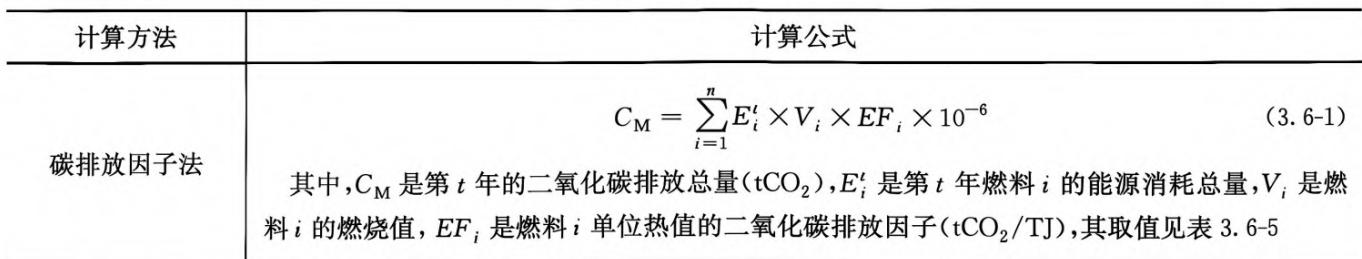 计算方法 计算公式
C_M = \sum_{i=1}^{n} E_i^t × V_i × EF_i × 10^{-6} (3.6-1)
碳排放因子法
其中,C_M 是第 t 年的二氧化碳排放总量(tCO_2),E_i^t 是第 t 年燃料 i 的能源消耗总量,V_i 是燃
料 i 的燃烧值, EF_i 是燃料 i 单位热值的二氧化碳排放因子(tCO_2/TJ),其取值见表 3.6-5